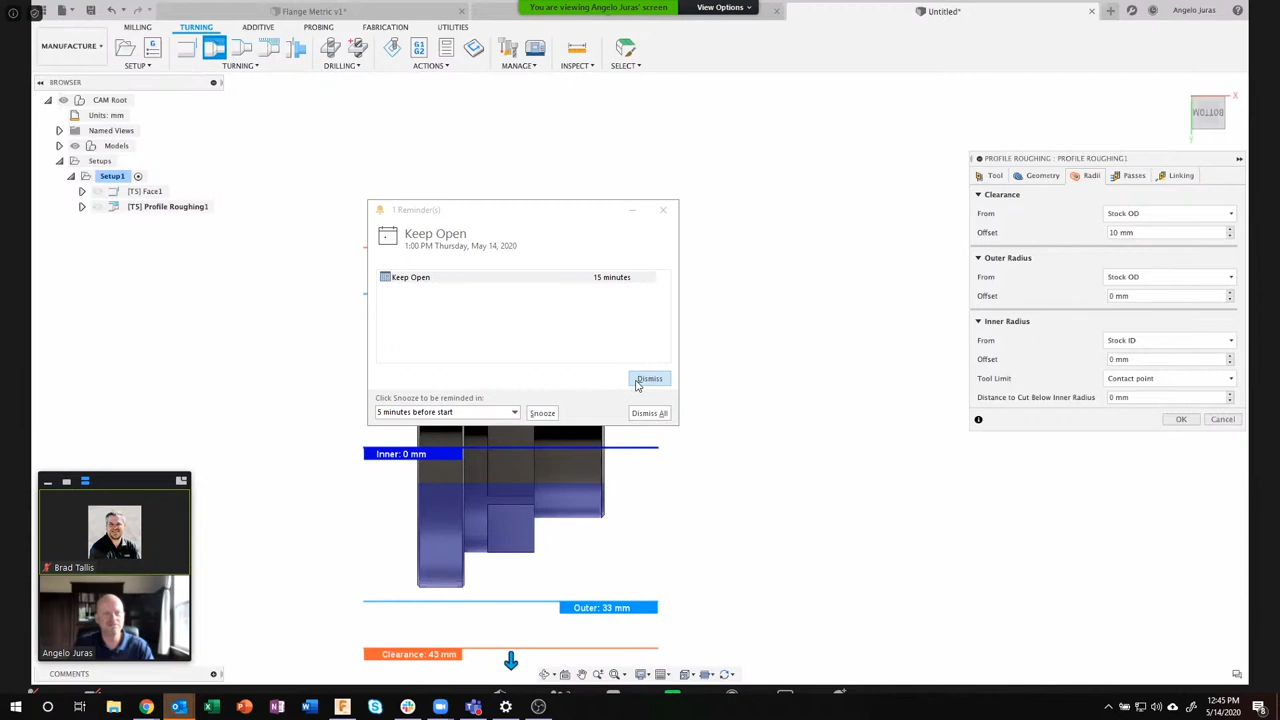 Flange Metric v1*
You are viewing Angelo Juras' screen
View Options
Untitled*
Angelo Juras
MILLING
TURNING
ADDITIVE
PROBING
FABRICATION
UTILITIES
MANUFACTURE
G
G1
G2
SETUP
TURNING
DRILLING
ACTIONS
MANAGE
INSPECT
SELECT
BROWSER
CAM Root
Units: mm
Named Views
Models
Setups
Setup1
[T5] Face1
[T5] Profile Roughing1
X
BOTTOM
Y
PROFILE ROUGHING : PROFILE ROUGHING1
Tool
Geometry
Radii
Passes
Linking
Clearance
From
Stock OD
Offset
10 mm
Outer Radius
From
Stock OD
Offset
0 mm
Inner Radius
From
Stock ID
Offset
0 mm
Tool Limit
Contact point
Distance to Cut Below Inner Radius
0 mm
OK
Cancel
1 Reminder(s)
Keep Open
1:00 PM Thursday, May 14, 2020
Keep Open
15 minutes
Dismiss
Click Snooze to be reminded in:
5 minutes before start
Snooze
Dismiss All
Inner: 0 mm
Outer: 33 mm
Clearance: 43 mm
Brad Tallis
Angelo Juras
COMMENTS
12:45 PM
5/14/2020